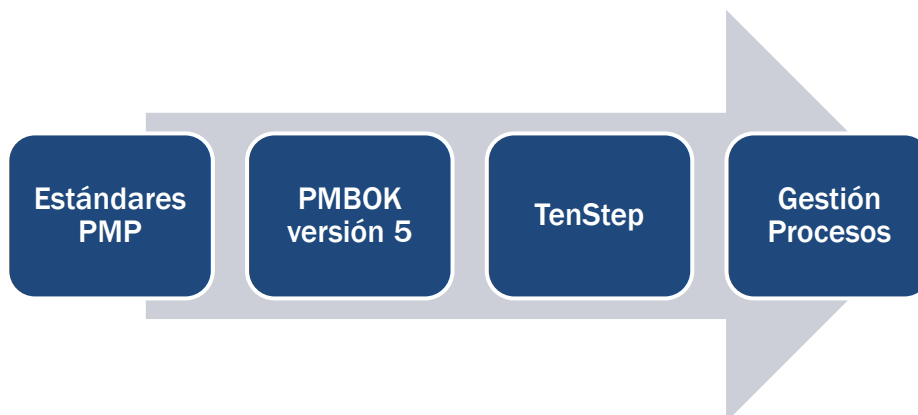 Estándares
PMP
PMBOK
versión 5
TenStep
Gestión
Procesos